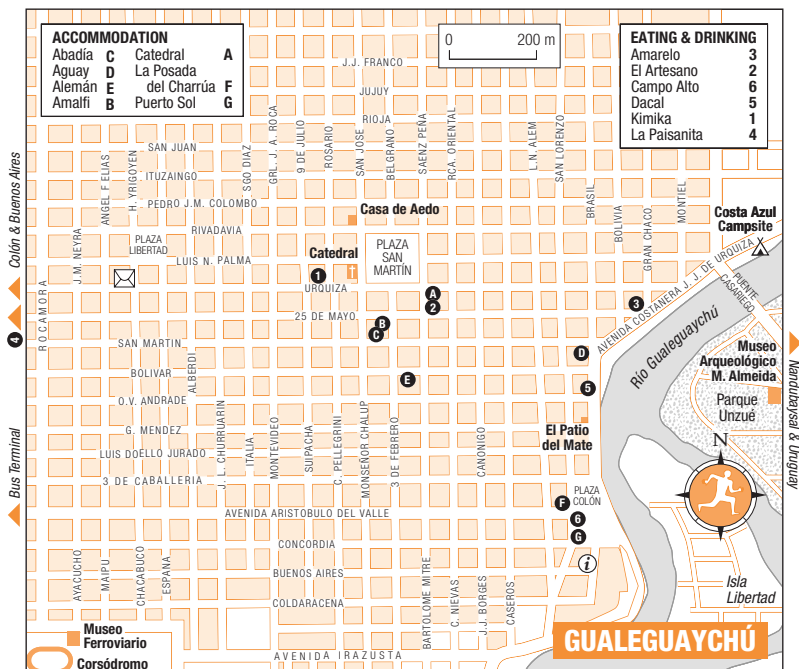 ACCOMMODATION
Abadía C
Aguay D
Alemán E
Amalfi B
Catedral A
La Posada
del Charrúa F
Puerto Sol G
0 200 m
EATING & DRINKING
Amarelo 3
El Artesano 2
Campo Alto 6
Dacal 5
Kimika 1
La Paisanita 4
J.J. FRANCO
JUJUY
RIOJA
SAN JUAN
ITUZAINGO
PEDRO J.M. COLOMBO
RIVADAVIA
LUIS N. PALMA
URQUIZA
25 DE MAYO
SAN MARTIN
BOLIVAR
O.V. ANDRADE
G. MENDEZ
LUIS DOELLO JURADO
3 DE CABALLERIA
AVENIDA ARISTOBULO DEL VALLE
CONCORDIA
BUENOS AIRES
COLDARACENA
AVENIDA IRAZUSTA
ROCAMORA
J.M. NEYRA
ANGEL F ELIAS
H. YRIGOYEN
SGO DIAZ
GRL. J. A. ROCA
9 DE JULIO
ROSARIO
SAN JOSE
BELGRANO
SAENZ PEÑA
RCA. ORIENTAL
L.N. ALEM
SAN LORENZO
BRASIL
BOLIVIA
GRAN CHACO
MONTIEL
ALBERDI
J. L. CHURRUARIN
ITALIA
MONTEVIDEO
SUIPACHA
C. PELLEGRINI
MONSEÑOR CHALUP
3 DE FEBRERO
CANONIGO
AYACUCHO
MAIPU
CHACABUCO
ESPAÑA
BARTOLOME MITRE
C. NIEVAS
J.J. BORGES
CASEROS
AVENIDA COSTANERA J. J. DE URQUIZA
PUENTE
CASARIEGO
Colón & Buenos Aires
4
Bus Terminal
Ñandubaysal & Uruguay
PLAZA
LIBERTAD
Casa de Aedo
Catedral
PLAZA
SAN
MARTÍN
1
A
2
B
C
3
D
E
5
El Patio
del Mate
F
PLAZA
COLÓN
6
G
i
Costa Azul
Campsite
Río Gualeguaychú
Museo
Arqueológico
M. Almeida
Parque
Unzué
N
Isla
Libertad
Museo
Ferroviario
Corsódromo
GUALEGUAYCHÚ